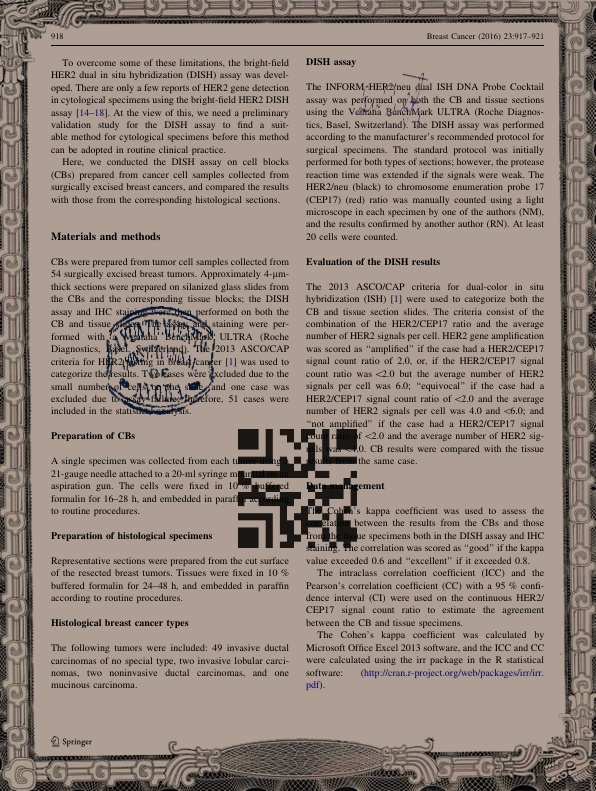 918
Breast Cancer (2016) 23:917–921
To overcome some of these limitations, the bright-field
HER2 dual in situ hybridization (DISH) assay was devel-
oped. There are only a few reports of HER2 gene detection
in cytological specimens using the bright-field HER2 DISH
assay [14–18]. At the view of this, we need a preliminary
validation study for the DISH assay to find a suit-
able method for cytological specimens before this method
can be adopted in routine clinical practice.
Here, we conducted the DISH assay on cell blocks
(CBs) prepared from cancer cell samples collected from
surgically excised breast cancers, and compared the results
with those from the corresponding histological sections.
Materials and methods
CBs were prepared from tumor cell samples collected from
54 surgically excised breast tumors. Approximately 4-μm-
thick sections were prepared on silanized glass slides from
the CBs and the corresponding tissue blocks; the DISH
assay and IHC staining were then performed on both the
CB and tissue The and staining were per-
formed with a Ventana BenchMark ULTRA (Roche
Diagnostics, Basel, Switzerland). The 2013 ASCO/CAP
criteria for HER2 testing in breast cancer [1] was used to
categorize the results. Two cases were excluded due to the
small number of cells on the and one case was
excluded due to assay failure; therefore, 51 cases were
included in the statistical analysis.
Preparation of CBs
A single specimen was collected from each tumor using a
21-gauge needle attached to a 20-ml syringe mounted on an
aspiration gun. The cells were fixed in 10 % buffered
formalin for 16–28 h, and embedded in paraffin according
to routine procedures.
Preparation of histological specimens
Representative sections were prepared from the cut surface
of the resected breast tumors. Tissues were fixed in 10 %
buffered formalin for 24–48 h, and embedded in paraffin
according to routine procedures.
Histological breast cancer types
The following tumors were included: 49 invasive ductal
carcinomas of no special type, two invasive lobular carci-
nomas, two noninvasive ductal carcinomas, and one
mucinous carcinoma.
DISH assay
The INFORM HER2/neu dual ISH DNA Probe Cocktail
assay was performed on both the CB and tissue sections
using the Ventana BenchMark ULTRA (Roche Diagnos-
tics, Basel, Switzerland). The DISH assay was performed
according to the manufacturer's recommended protocol for
surgical specimens. The standard protocol was initially
performed for both types of sections; however, the protease
reaction time was extended if the signals were weak. The
HER2/neu (black) to chromosome enumeration probe 17
(CEP17) (red) ratio was manually counted using a light
microscope in each specimen by one of the authors (NM),
and the results confirmed by another author (RN). At least
20 cells were counted.
Evaluation of the DISH results
The 2013 ASCO/CAP criteria for dual-color in situ
hybridization (ISH) [1] were used to categorize both the
CB and tissue section slides. The criteria consist of the
combination of the HER2/CEP17 ratio and the average
number of HER2 signals per cell. HER2 gene amplification
was scored as “amplified” if the case had a HER2/CEP17
signal count ratio of 2.0, or, if the HER2/CEP17 signal
count ratio was <2.0 but the average number of HER2
signals per cell was 6.0; “equivocal” if the case had a
HER2/CEP17 signal count ratio of <2.0 and the average
number of HER2 signals per cell was 4.0 and <6.0; and
“not amplified” if the case had a HER2/CEP17 signal
count ratio of <2.0 and the average number of HER2 sig-
nals was <4.0. CB results were compared with the tissue
results from the same case.
Data management
The Cohen's kappa coefficient was used to assess the
correlation between the results from the CBs and those
from the tissue specimens both in the DISH assay and IHC
staining. The correlation was scored as “good” if the kappa
value exceeded 0.6 and “excellent” if it exceeded 0.8.
The intraclass correlation coefficient (ICC) and the
Pearson's correlation coefficient (CC) with a 95 % confi-
dence interval (CI) were used on the continuous HER2/
CEP17 signal count ratio to estimate the agreement
between the CB and tissue specimens.
The Cohen's kappa coefficient was calculated by
Microsoft Office Excel 2013 software, and the ICC and CC
were calculated using the irr package in the R statistical
software: (http://cran.r-project.org/web/packages/irr/irr.
pdf).
Springer